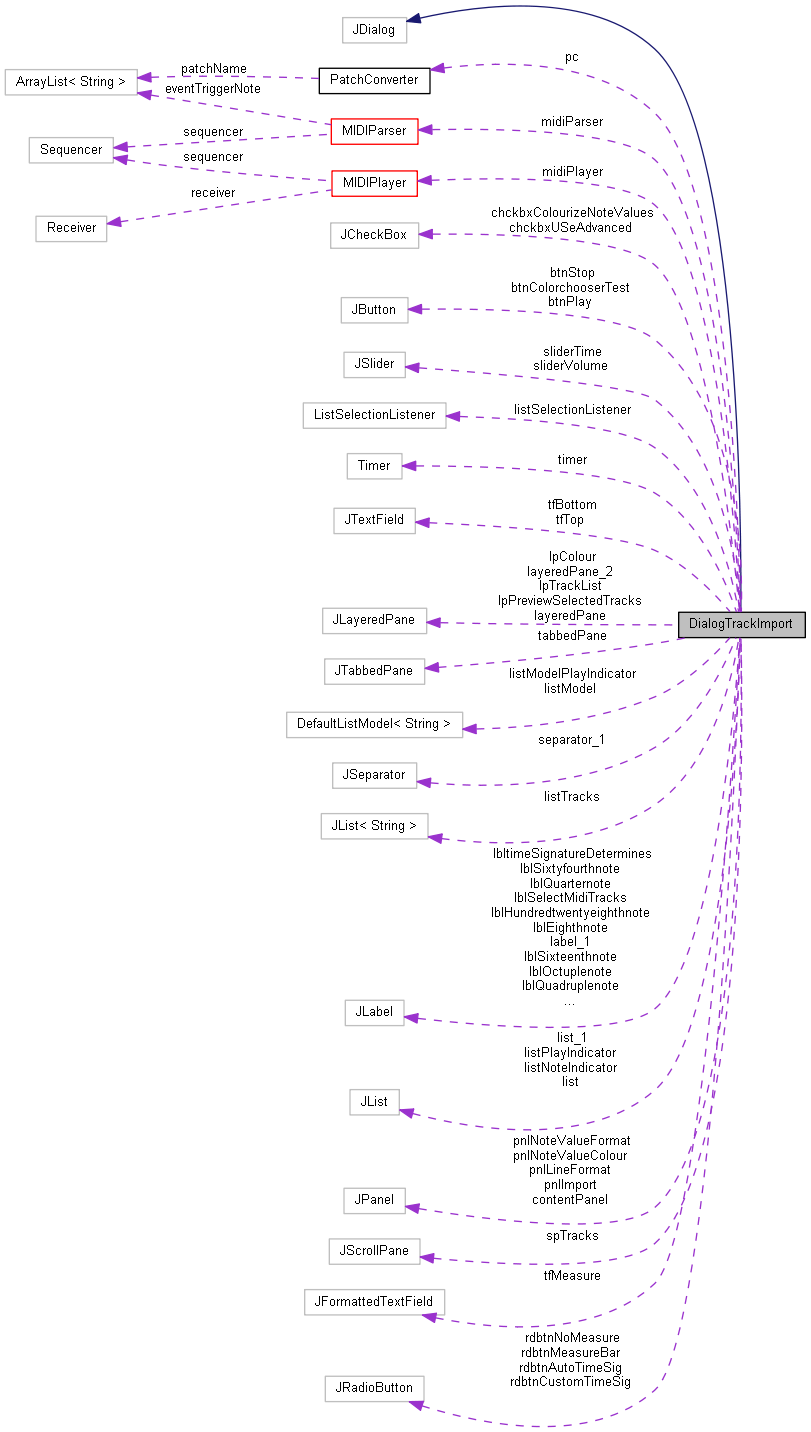 JDialog
pc
patchName
ArrayList< String >
PatchConverter
eventTriggerNote
midiParser
sequencer
MIDIParser
Sequencer
sequencer
midiPlayer
MIDIPlayer
receiver
Receiver
chckbxColourizeNoteValues
chckbxUSeAdvanced
JCheckBox
btnStop
btnColorchooserTest
btnPlay
JButton
sliderTime
sliderVolume
JSlider
listSelectionListener
ListSelectionListener
timer
Timer
tfBottom
tfTop
JTextField
lpColour
layeredPane_2
lpTrackList
lpPreviewSelectedTracks
layeredPane
JLayeredPane
DialogTrackImport
tabbedPane
JTabbedPane
listModelPlayIndicator
listModel
DefaultListModel< String >
separator_1
JSeparator
listTracks
JList< String >
lbltimeSignatureDetermines
lblSixtyfourthnote
lblQuarternote
lblSelectMidiTracks
lblHundredtwentyeighthnote
lblEighthnote
label_1
lblSixteenthnote
lblOctuplenote
lblQuadruplenote
...
JLabel
list_1
listPlayIndicator
listNoteIndicator
list
JList
pnlNoteValueFormat
pnlNoteValueColour
pnlLineFormat
pnlImport
contentPanel
JPanel
spTracks
JScrollPane
tfMeasure
JFormattedTextField
rdbtnNoMeasure
rdbtnMeasureBar
rdbtnAutoTimeSig
rdbtnCustomTimeSig
JRadioButton